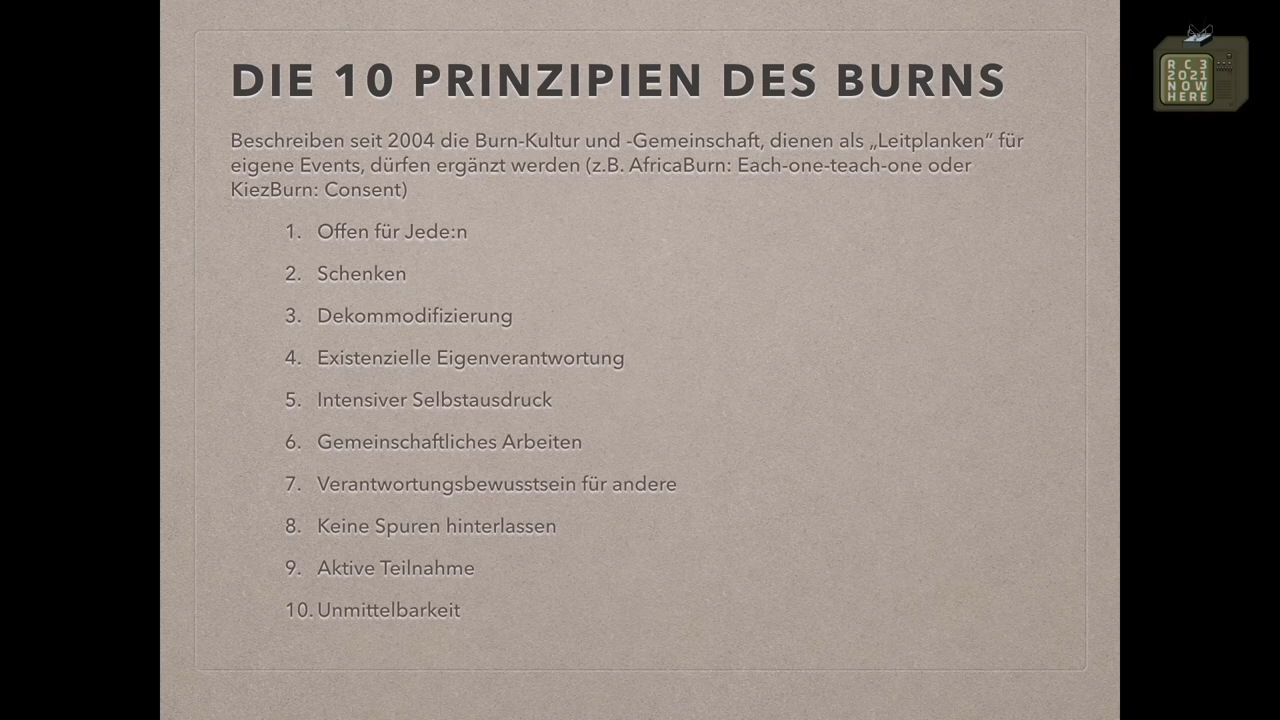 DIE 10 PRINZIPIEN DES BURNS
Beschreiben seit 2004 die Burn-Kultur und -Gemeinschaft, dienen als „Leitplanken“ für
eigene Events, dürfen ergänzt werden (z.B. AfricaBurn: Each-one-teach-one oder
KiezBurn: Consent)
1. Offen für Jede:n
2. Schenken
3. Dekommodifizierung
4. Existenzielle Eigenverantwortung
5. Intensiver Selbstausdruck
6. Gemeinschaftliches Arbeiten
7. Verantwortungsbewusstsein für andere
8. Keine Spuren hinterlassen
9. Aktive Teilnahme
10. Unmittelbarkeit
RC3
2021
NOW
HERE